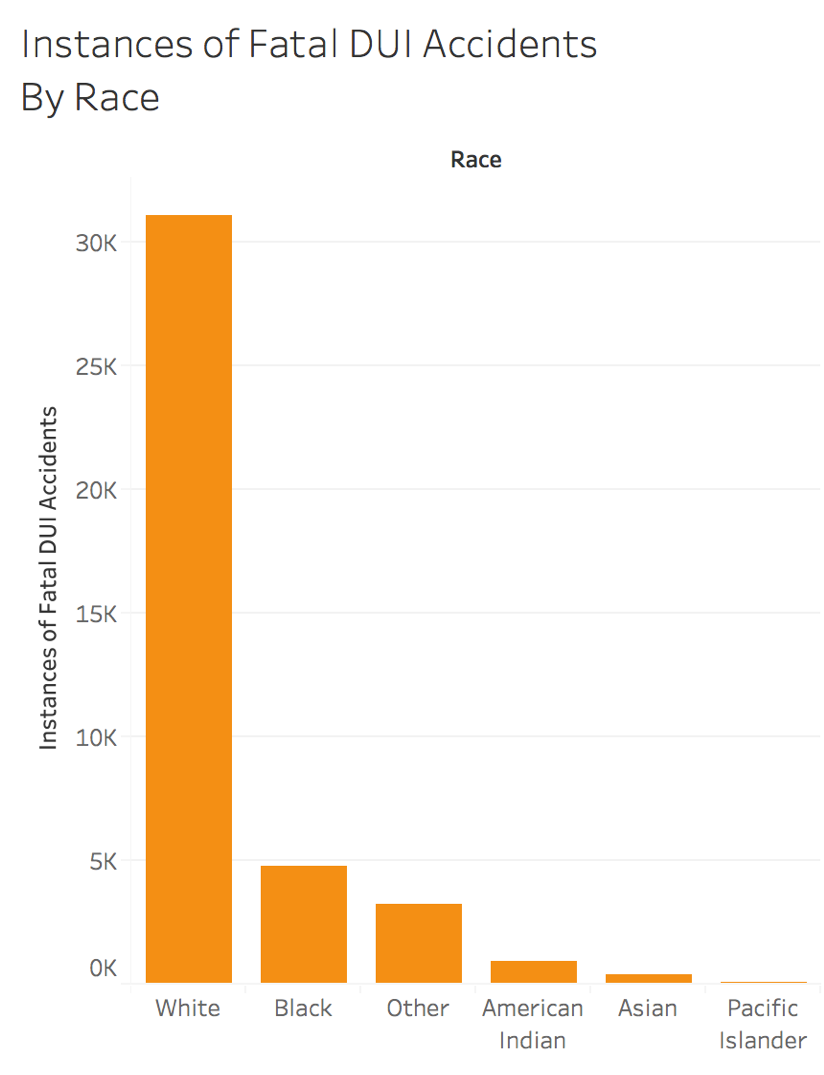 Instances of Fatal DUI Accidents
By Race
Race
Instances of Fatal DUI Accidents
30K
25K
20K
15K
10K
5K
0K
White
Black
Other
American
Indian
Asian
Pacific
Islander